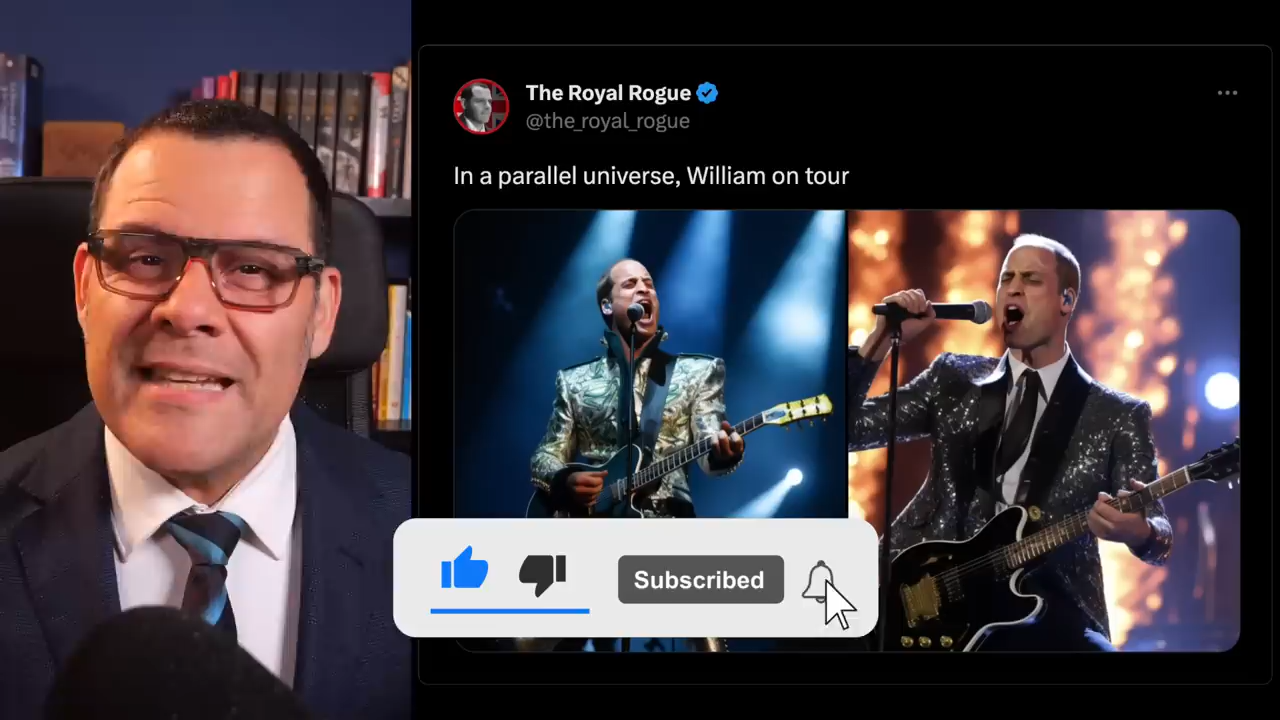 The Royal Rogue
@the_royal_rogue
In a parallel universe, William on tour
Subscribed